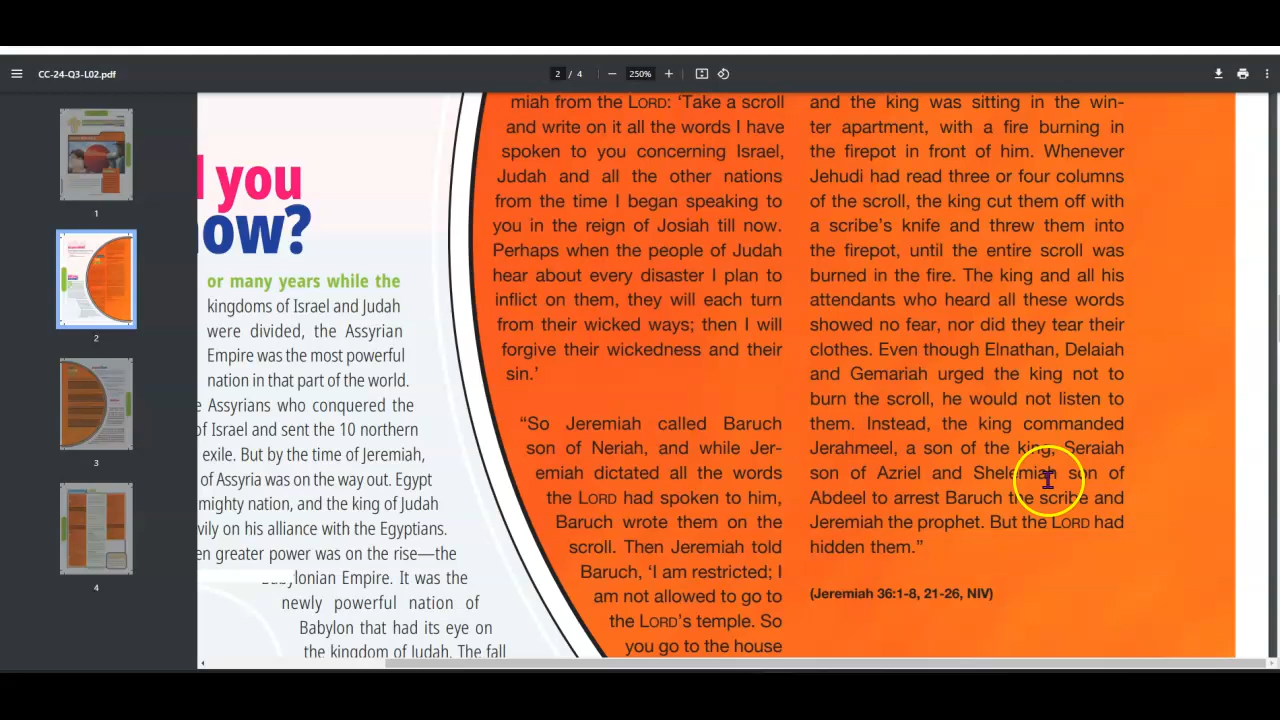 CC-24-Q3-L02.pdf
2 / 4
250%
1
2
3
4
you
ow?
or many years while the
kingdoms of Israel and Judah
were divided, the Assyrian
Empire was the most powerful
nation in that part of the world.
Assyrians who conquered the
of Israel and sent the 10 northern
exile. But by the time of Jeremiah,
of Assyria was on the way out. Egypt
mighty nation, and the king of Judah
vily on his alliance with the Egyptians.
en greater power was on the rise—the
lonian Empire. It was the
newly powerful nation of
Babylon that had its eye on
the kingdom of Judah. The fall
miah from the LORD: ‘Take a scroll
and write on it all the words I have
spoken to you concerning Israel,
Judah and all the other nations
from the time I began speaking to
you in the reign of Josiah till now.
Perhaps when the people of Judah
hear about every disaster I plan to
inflict on them, they will each turn
from their wicked ways; then I will
forgive their wickedness and their
sin.’
“So Jeremiah called Baruch
son of Neriah, and while Jer-
emiah dictated all the words
the LORD had spoken to him,
Baruch wrote them on the
scroll. Then Jeremiah told
Baruch, ‘I am restricted; I
am not allowed to go to
the LORD’s temple. So
you go to the house
and the king was sitting in the win-
ter apartment, with a fire burning in
the firepot in front of him. Whenever
Jehudi had read three or four columns
of the scroll, the king cut them off with
a scribe’s knife and threw them into
the firepot, until the entire scroll was
burned in the fire. The king and all his
attendants who heard all these words
showed no fear, nor did they tear their
clothes. Even though Elnathan, Delaiah
and Gemariah urged the king not to
burn the scroll, he would not listen to
them. Instead, the king commanded
Jerahmeel, a son of the king, Seraiah
son of Azriel and Shelemiah son of
Abdeel to arrest Baruch the scribe and
Jeremiah the prophet. But the LORD had
hidden them.”
(Jeremiah 36:1-8, 21-26, NIV)